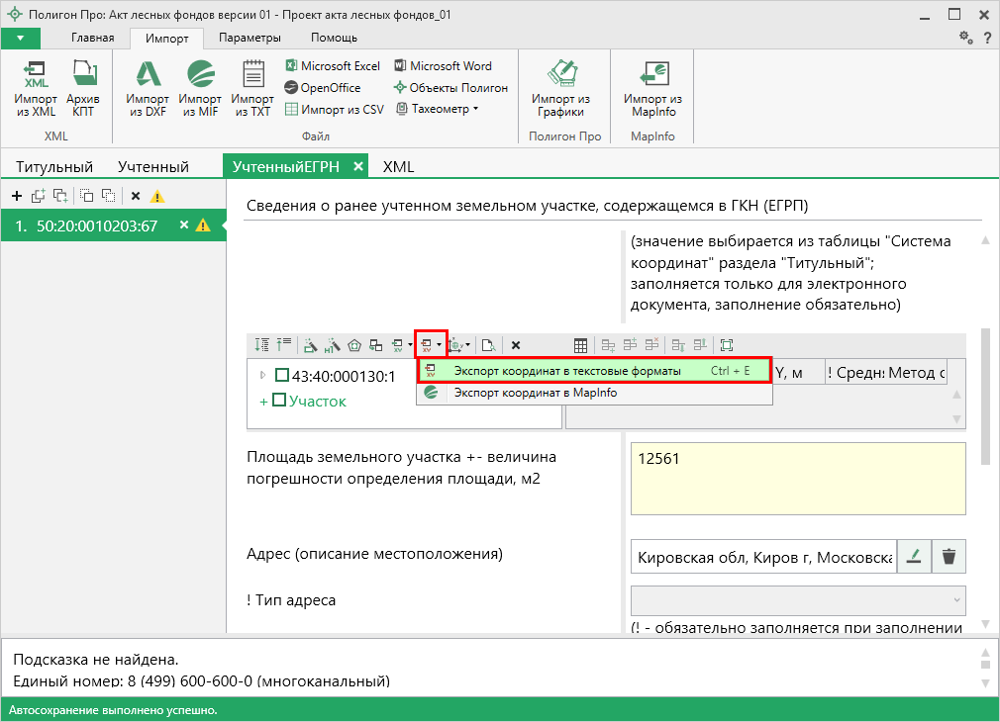 Полигон Про: Акт лесных фондов версии 01 - Проект акта лесных фондов_01
Главная Импорт Параметры Помощь
?
XML
Импорт из XML
Архив КПТ
XML
Импорт из DXF
Импорт из MIF
Импорт из TXT
Microsoft Excel
Microsoft Word
OpenOffice
Объекты Полигон
Импорт из CSV
Тахеометр
Файл
Импорт из Графики
Полигон Про
Импорт из MapInfo
MapInfo
Титульный Учтенный УчтенныйЕГРН XML
1. 50:20:0010203:67
Сведения о ранее учтенном земельном участке, содержащемся в ГКН (ЕГРП)
(значение выбирается из таблицы "Система
координат" раздела "Титульный";
заполняется только для электронного
документа, заполнение обязательно)
Экспорт координат в текстовые форматы Ctrl + E
Экспорт координат в MapInfo
43:40:000130:1
+ Участок
Y, м
! Средня
Метод о
Площадь земельного участка +- величина
погрешности определения площади, м2
12561
Адрес (описание местоположения)
Кировская обл, Киров г, Московска
! Тип адреса
(! - обязательно заполняется при заполнении
Подсказка не найдена.
Единый номер: 8 (499) 600-600-0 (многоканальный)
Автосохранение выполнено успешно.